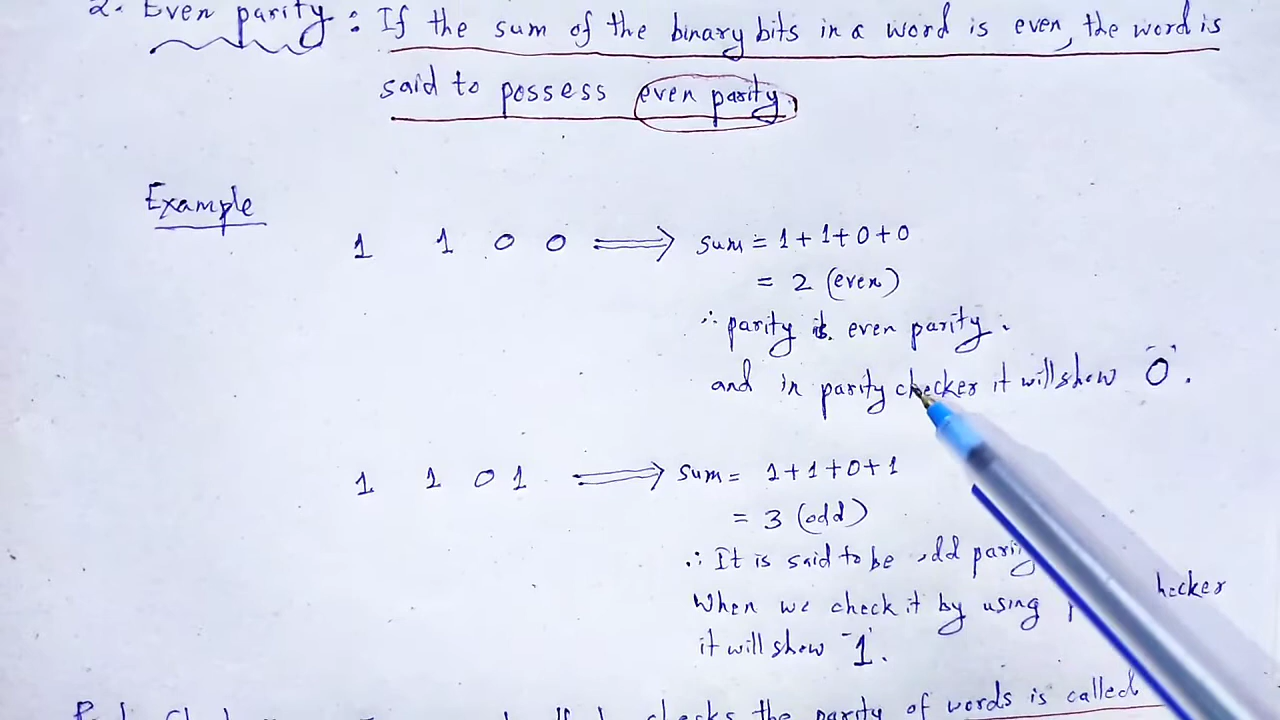 2. Even parity : If the sum of the binary bits in a word is even, the word is
said to possess even parity.
Example
1 1 0 0 ⟹ sum = 1 + 1 + 0 + 0
= 2 (even)
∴ parity is even parity.
and in parity checker it will show "0".
1 1 0 1 ⟹ sum = 1 + 1 + 0 + 1
= 3 (odd)
∴ It is said to be odd
When we check it by using hecker
it will show "1".
checks the parity of words is called